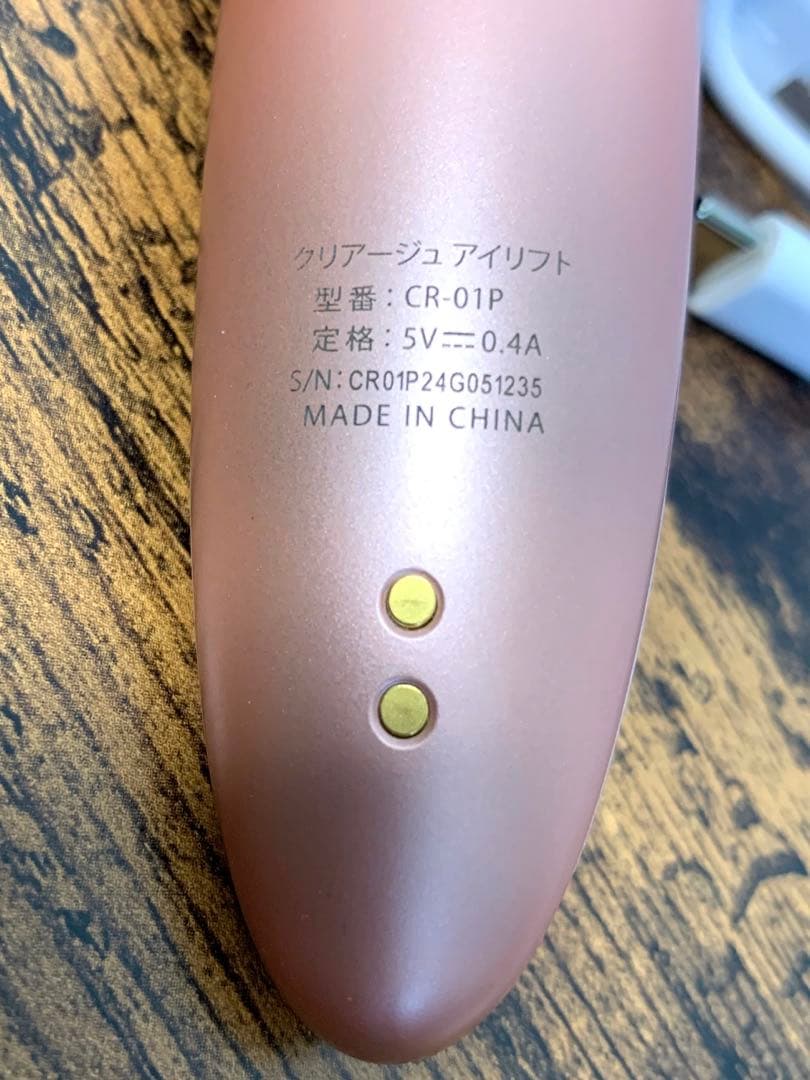 クリアージュ アイリフト
型番：CR-01P
定格：5V⎓0.4A
S/N：CR01P24G051235
MADE IN CHINA